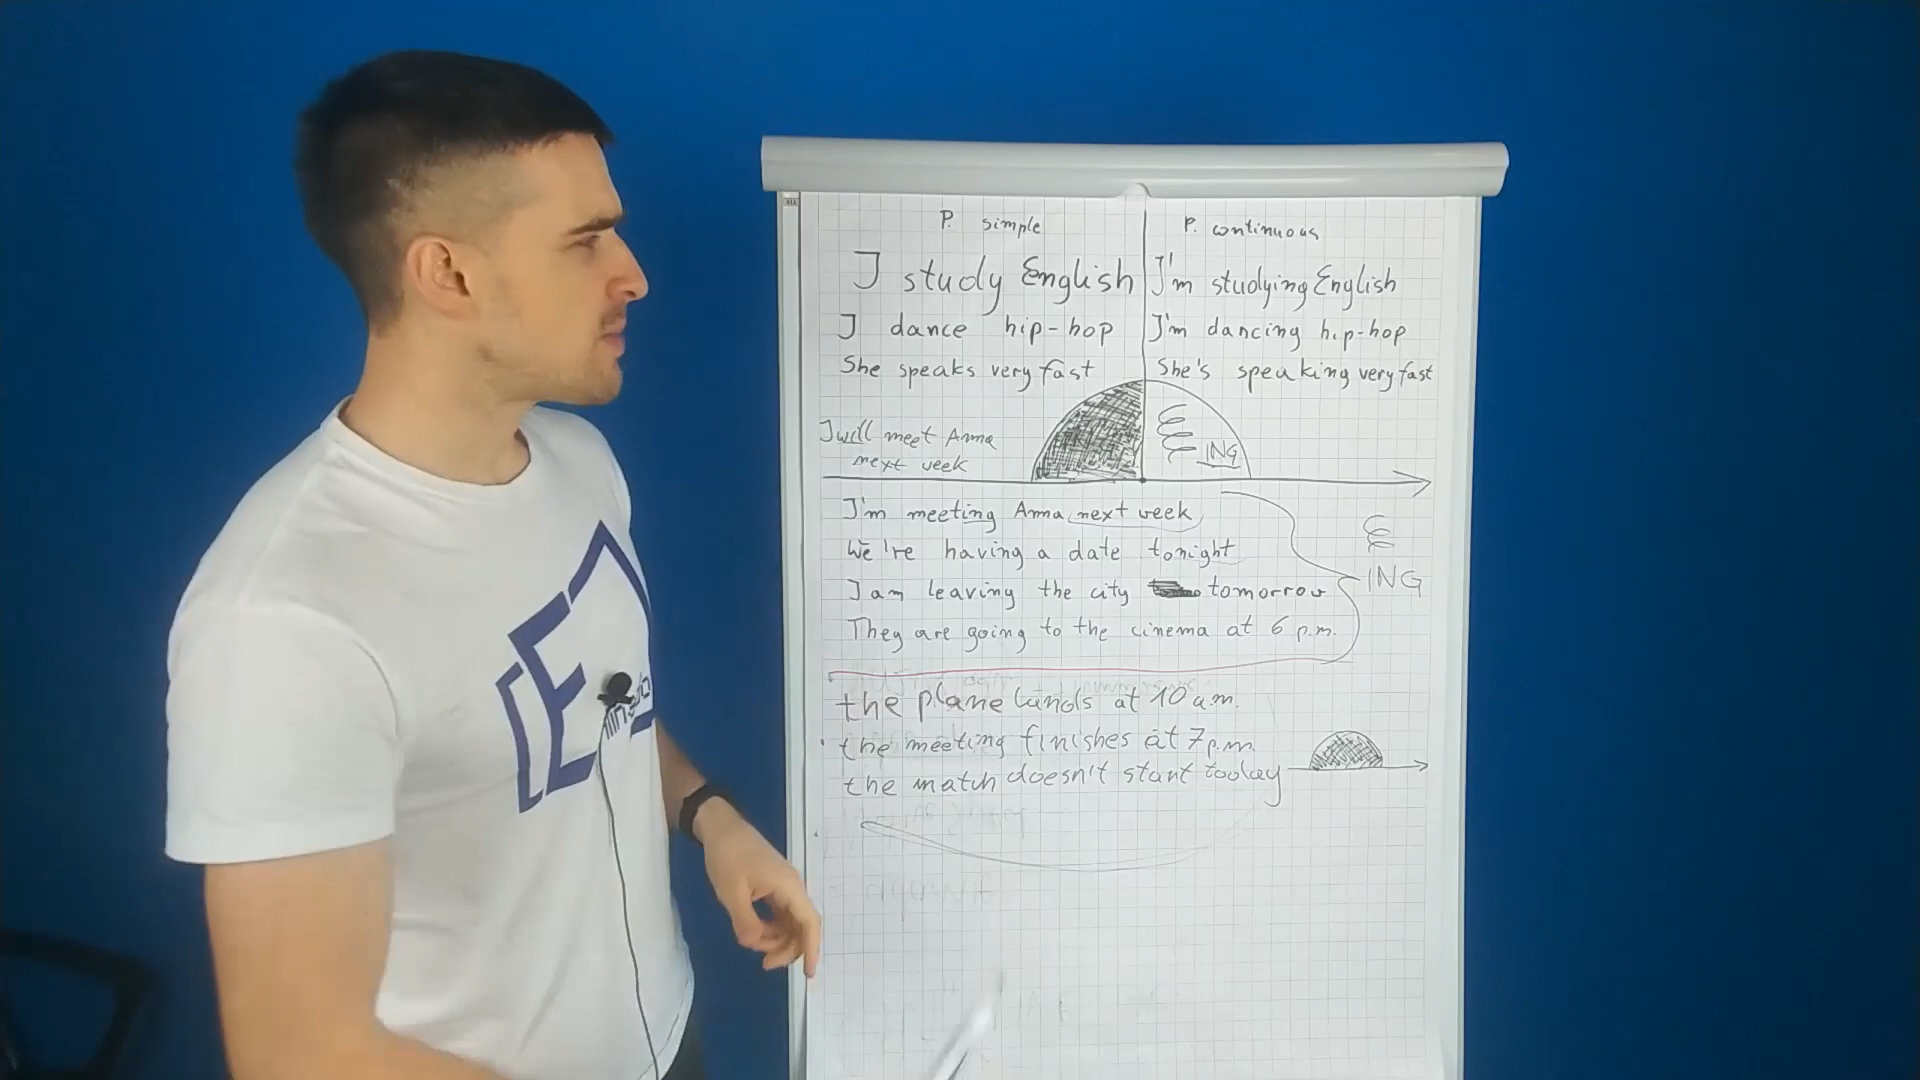 P. simple
P. continuous
I study English
I'm studying English
I dance hip-hop
I'm dancing hip-hop
She speaks very fast
She's speaking very fast
I will meet Anna
next week
ING
I'm meeting Anna next week
We're having a date tonight
I am leaving the city tomorrow
ING
They are going to the cinema at 6 p.m.
the plane lands at 10 a.m.
the meeting finishes at 7 p.m.
the match doesn't start today
E